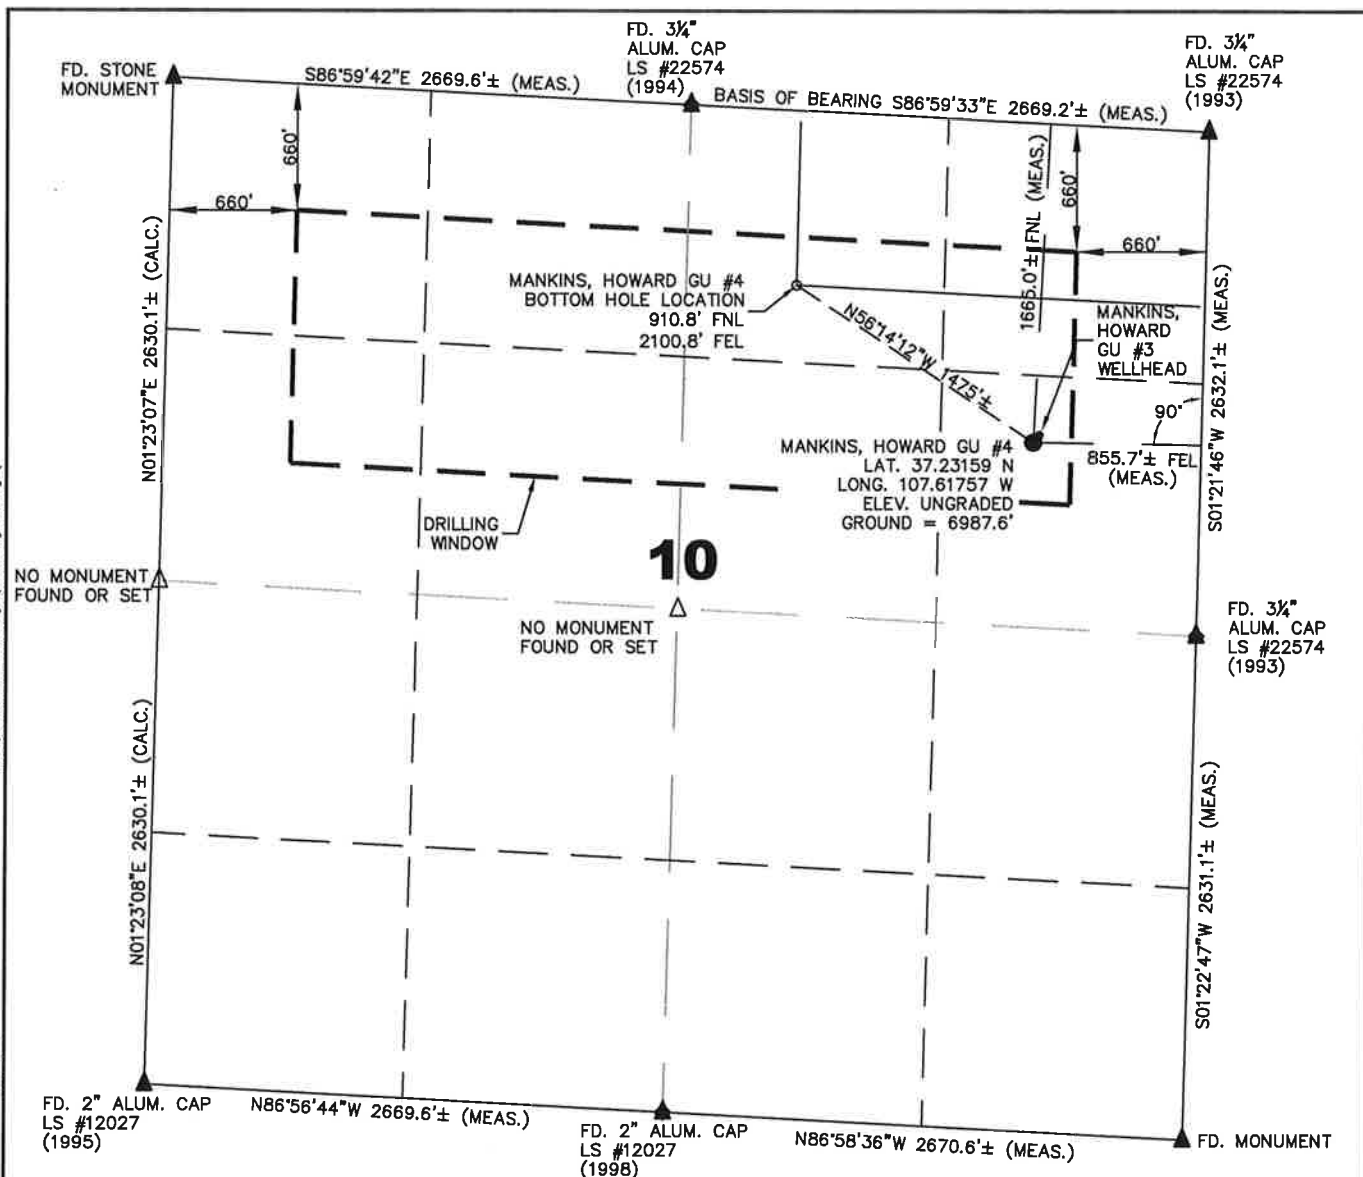 FD. STONE
MONUMENT
S86°59'42"E 2669.6'± (MEAS.)
FD. 3¼"
ALUM. CAP
LS #22574
(1994)
BASIS OF BEARING S86°59'33"E 2669.2'± (MEAS.)
FD. 3¼"
ALUM. CAP
LS #22574
(1993)
660'
660'
1665.0'± FNL (MEAS.)
660'
660'
N01°23'07"E 2630.1'± (CALC.)
MANKINS, HOWARD GU #4
BOTTOM HOLE LOCATION
910.8' FNL
2100.8' FEL
N56°14'12"W 1475'±
MANKINS,
HOWARD
GU #3
WELLHEAD
S01°21'46"W 2632.1'± (MEAS.)
90°
855.7'± FEL
(MEAS.)
MANKINS, HOWARD GU #4
LAT. 37.23159 N
LONG. 107.61757 W
ELEV. UNGRADED
GROUND = 6987.6'
DRILLING
WINDOW
10
NO MONUMENT
FOUND OR SET
NO MONUMENT
FOUND OR SET
FD. 3¼"
ALUM. CAP
LS #22574
(1993)
N01°23'08"E 2630.1'± (CALC.)
S01°22'47"W 2631.1'± (MEAS.)
FD. 2" ALUM. CAP
LS #12027
(1995)
N86°56'44"W 2669.6'± (MEAS.)
FD. 2" ALUM. CAP
LS #12027
(1998)
N86°58'36"W 2670.6'± (MEAS.)
FD. MONUMENT